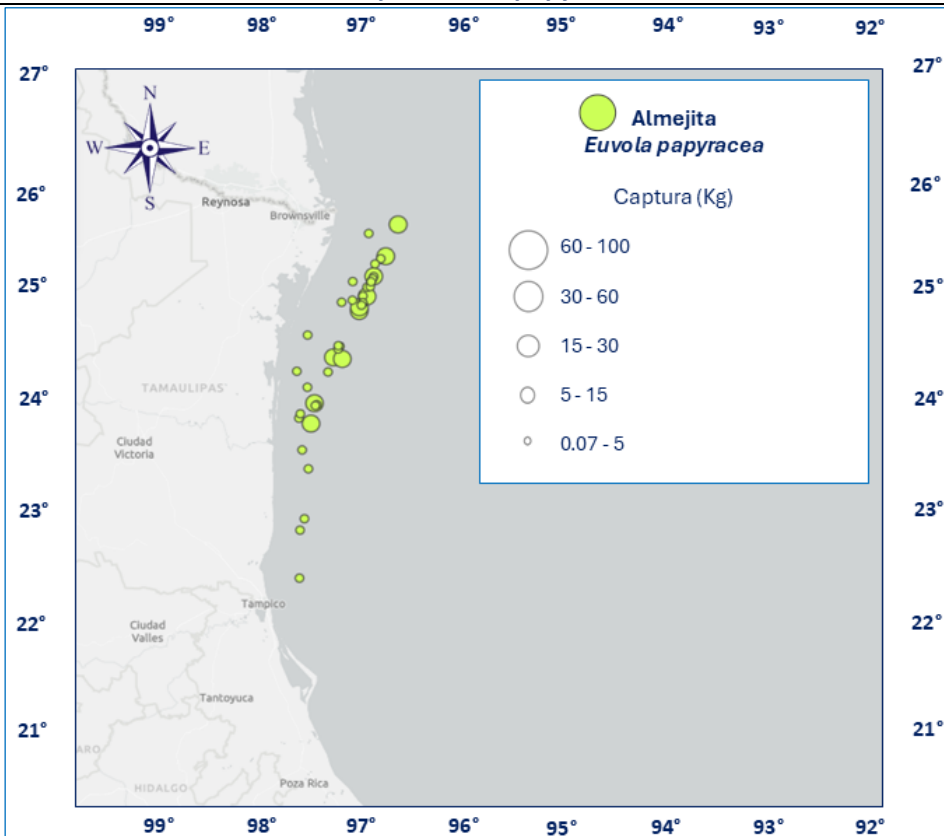 99° 98° 97° 96° 95° 94° 93° 92°
27° 27°
N
W E
S
Almejita
Euvola papyracea
Captura (Kg)
60 - 100
30 - 60
15 - 30
5 - 15
0.07 - 5
26° 26°
Reynosa
Brownsville
25° 25°
24° 24°
TAMAULIPAS
Ciudad
Victoria
23° 23°
22° 22°
Tampico
Ciudad
Valles
21° 21°
Tantoyuca
HIDALGO
Poza Rica
99° 98° 97° 96° 95° 94° 93° 92°